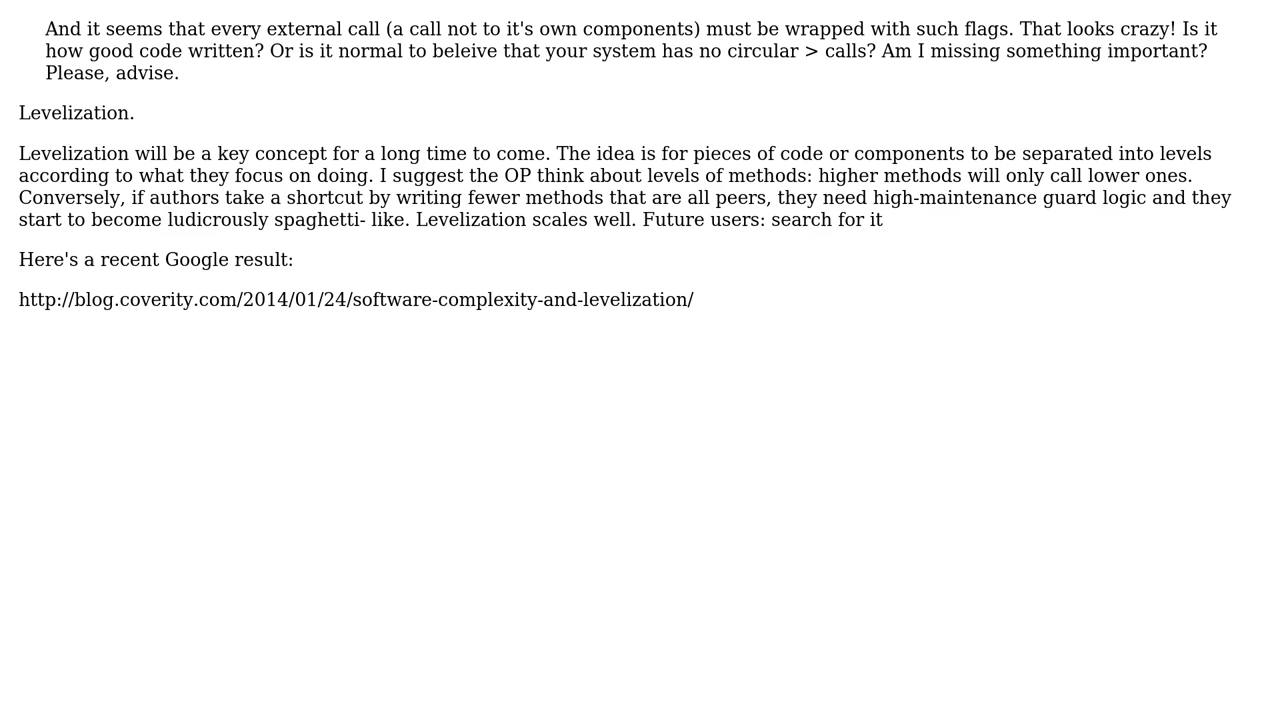 And it seems that every external call (a call not to it's own components) must be wrapped with such flags. That looks crazy! Is it
how good code written? Or is it normal to beleive that your system has no circular > calls? Am I missing something important?
Please, advise.
Levelization.
Levelization will be a key concept for a long time to come. The idea is for pieces of code or components to be separated into levels
according to what they focus on doing. I suggest the OP think about levels of methods: higher methods will only call lower ones.
Conversely, if authors take a shortcut by writing fewer methods that are all peers, they need high-maintenance guard logic and they
start to become ludicrously spaghetti- like. Levelization scales well. Future users: search for it
Here's a recent Google result:
http://blog.coverity.com/2014/01/24/software-complexity-and-levelization/